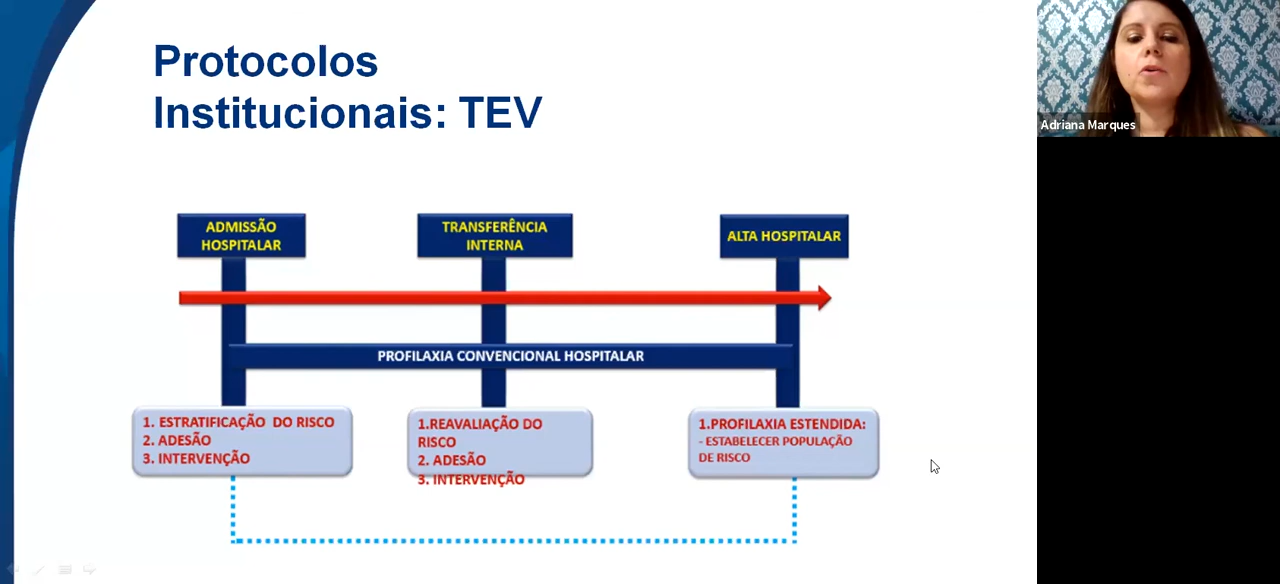 Protocolos
Institucionais: TEV
Adriana Marques
ADMISSÃO
HOSPITALAR
TRANSFERÊNCIA
INTERNA
ALTA HOSPITALAR
PROFILAXIA CONVENCIONAL HOSPITALAR
1. ESTRATIFICAÇÃO DO RISCO
2. ADESÃO
3. INTERVENÇÃO
1.REAVALIAÇÃO DO
RISCO
2. ADESÃO
3. INTERVENÇÃO
1.PROFILAXIA ESTENDIDA:
- ESTABELECER POPULAÇÃO
DE RISCO